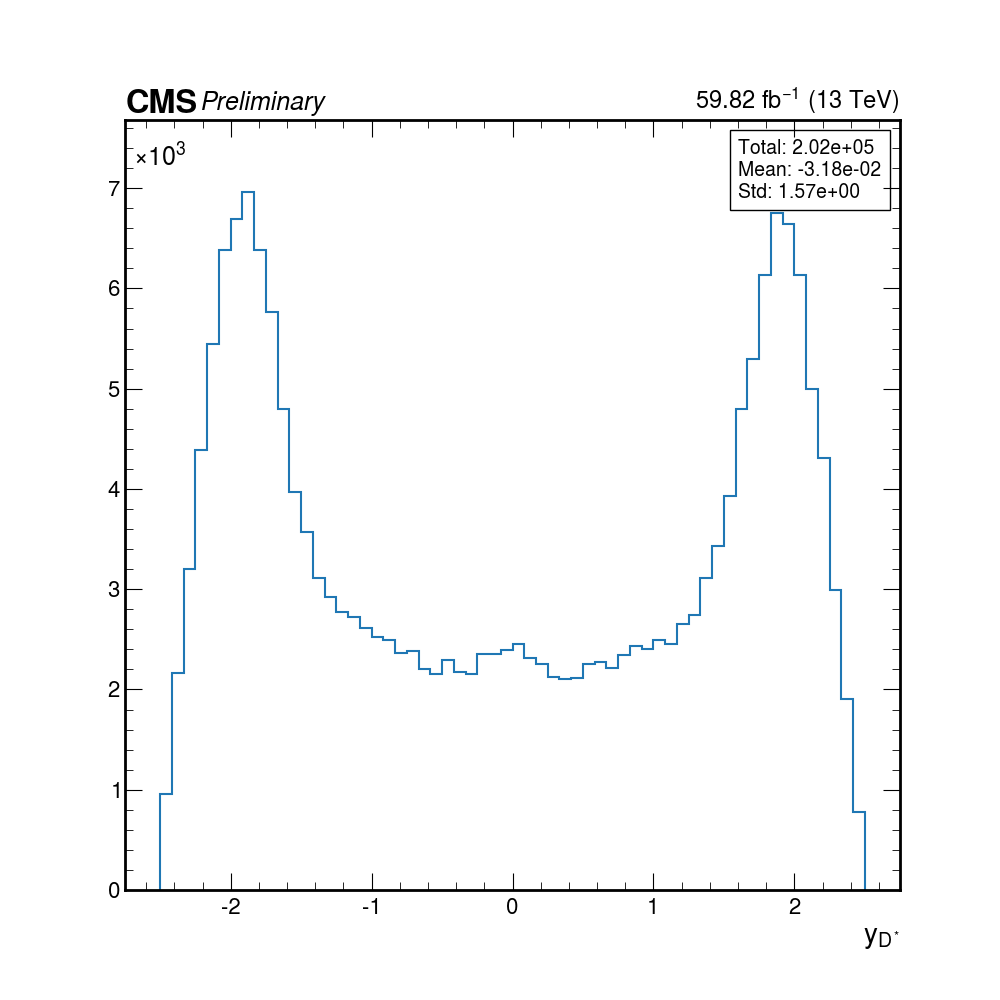 CMS Preliminary 59.82 fb⁻¹ (13 TeV)
×10³
Total: 2.02e+05
Mean: -3.18e-02
Std: 1.57e+00
7
6
5
4
3
2
1
0
-2 -1 0 1 2
y_D*